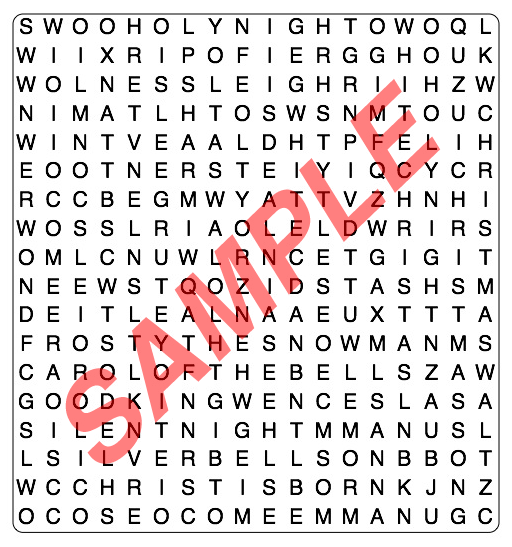 S W O O H O L Y N I G H T O W O Q L
W I I X R I P O F I E R G G H O U K
W O L N E S S L E I G H R I I H Z W
N I M A T L H T O S W S N M T O U C
W I N T V E A A L D H T P F E L I H
E O O T N E R S T E I Y I Q C Y C R
R C C B E G M W Y A T T V Z H N H I
W O S S L R I A O L E L D W R I R S
O M L C N U W L R N C E T G I G I T
N E E W S T Q O Z I D S T A S H S M
D E I T L E A L N A A E U X T T T A
F R O S T Y T H E S N O W M A N M S
C A R O L O F T H E B E L L S Z A W
G O O D K I N G W E N C E S L A S A
S I L E N T N I G H T M M A N U S L
L S I L V E R B E L L S O N B B O T
W C C H R I S T I S B O R N K J N Z
O C O S E O C O M E E M M A N U G C
SAMPLE